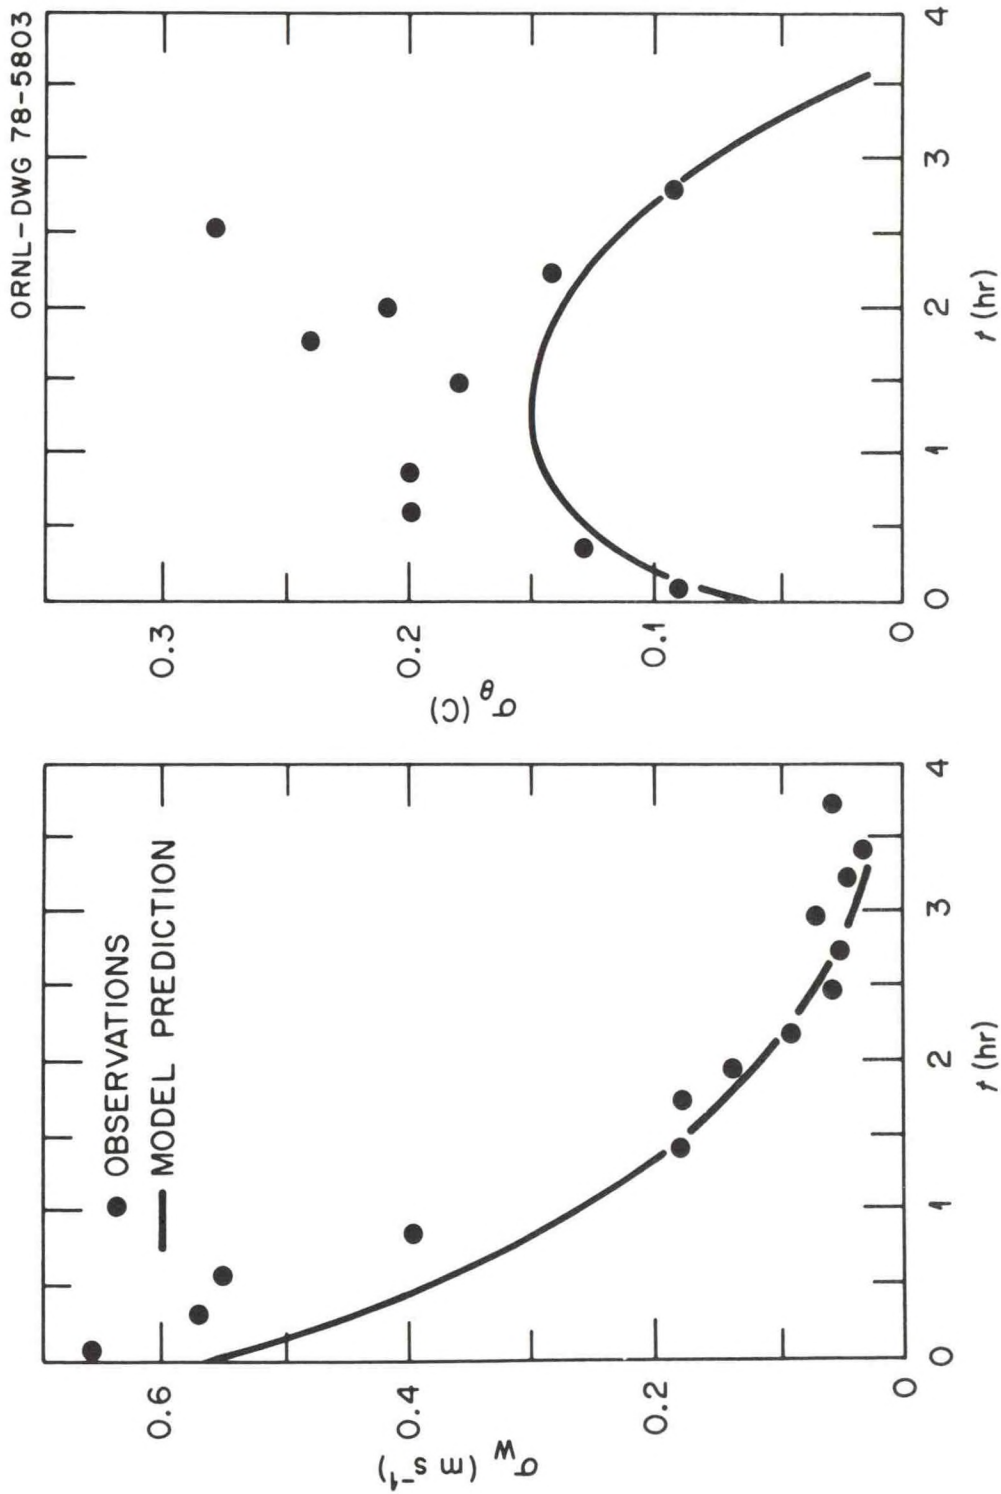 ORNL-DWG 78-5803
● OBSERVATIONS
— MODEL PREDICTION
σw (m s⁻¹)
0.6
0.4
0.2
0
0
1
2
3
4
t (hr)
σθ (C)
0.3
0.2
0.1
0
0
1
2
3
4
t (hr)